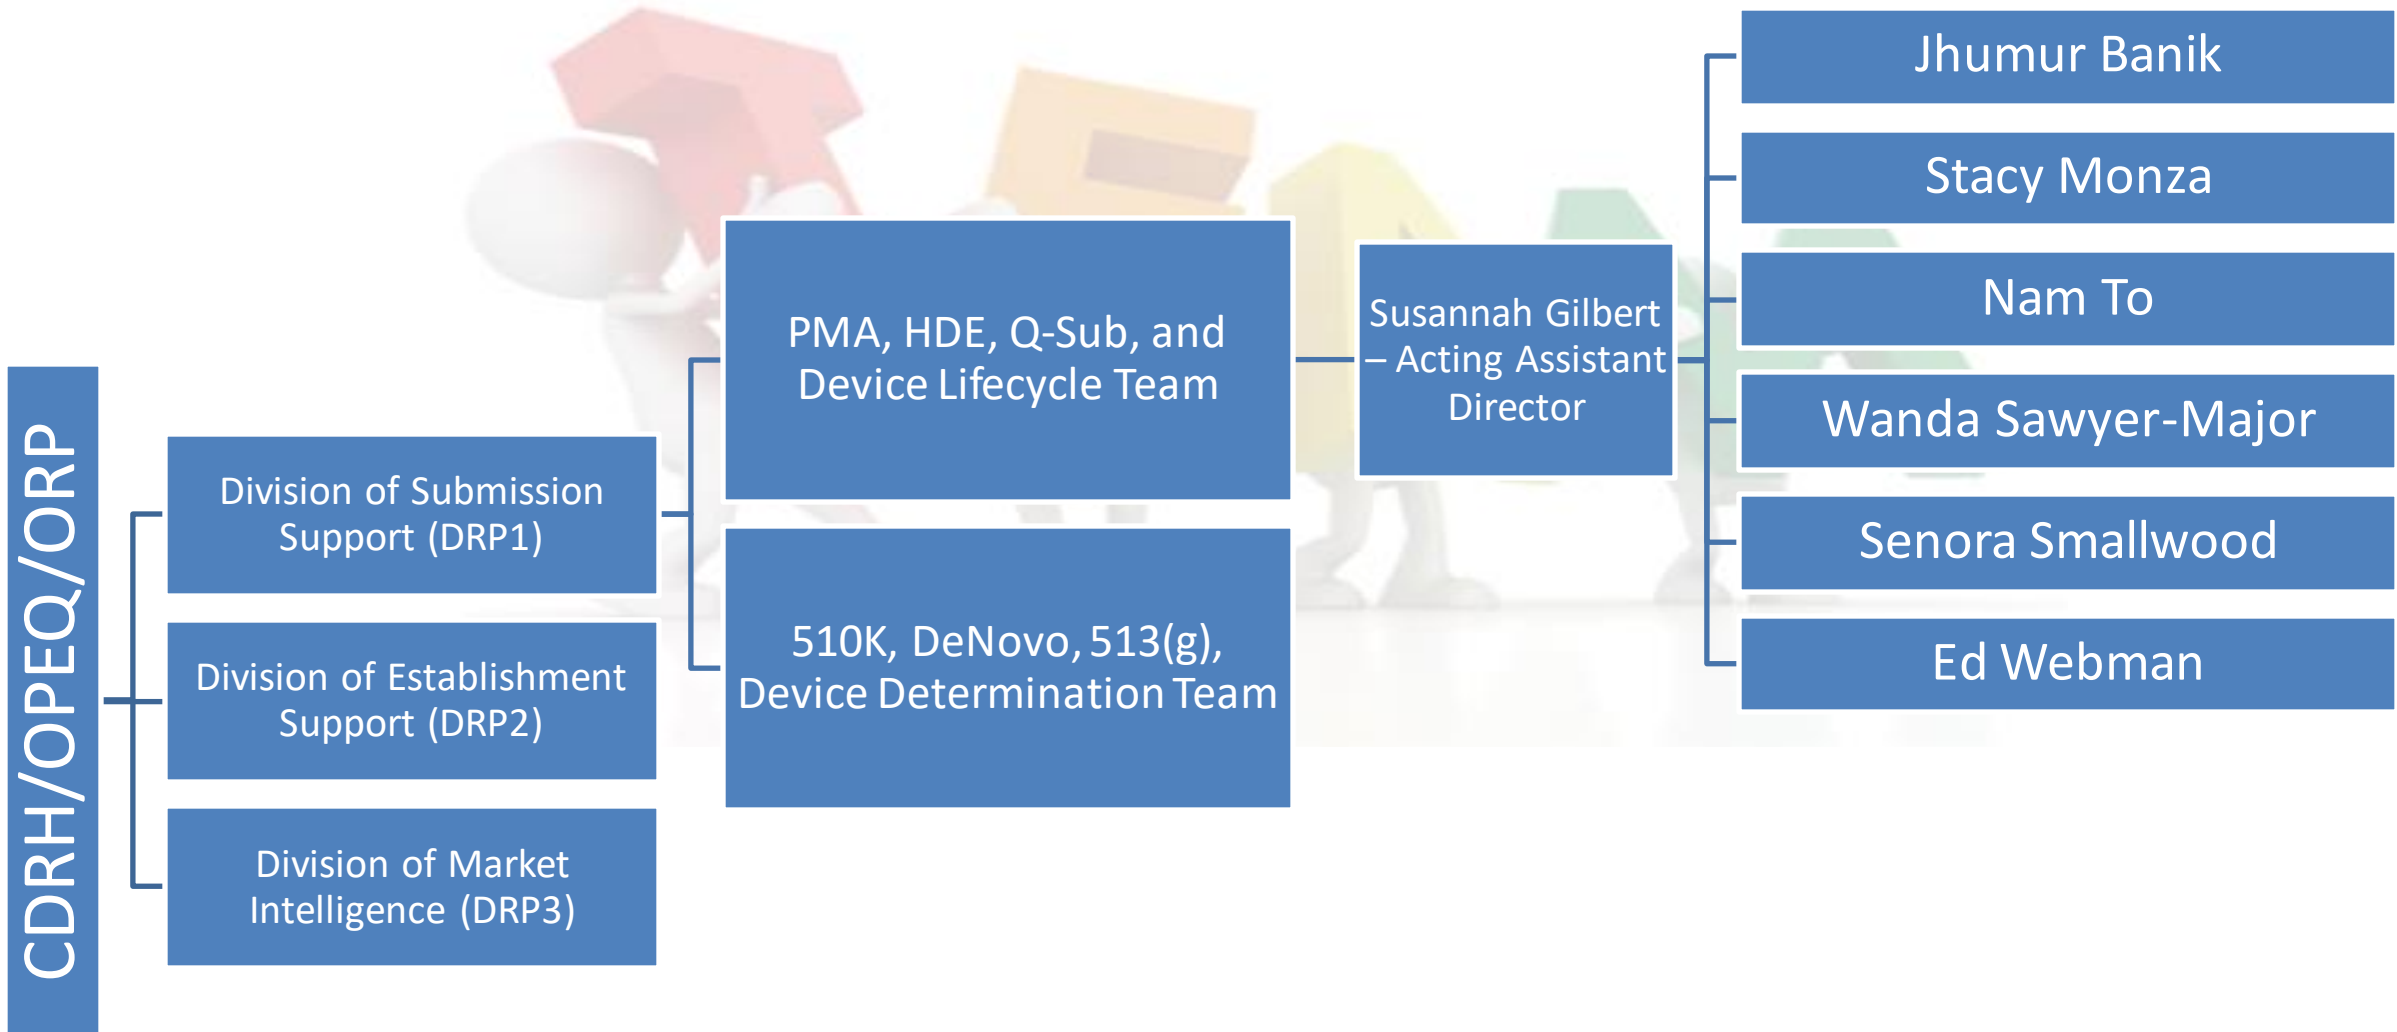 CDRH/OPEQ/ORP
Division of Submission
Support (DRP1)
Division of Establishment
Support (DRP2)
Division of Market
Intelligence (DRP3)
PMA, HDE, Q-Sub, and
Device Lifecycle Team
510K, DeNovo, 513(g),
Device Determination Team
Susannah Gilbert
– Acting Assistant
Director
Jhumur Banik
Stacy Monza
Nam To
Wanda Sawyer-Major
Senora Smallwood
Ed Webman